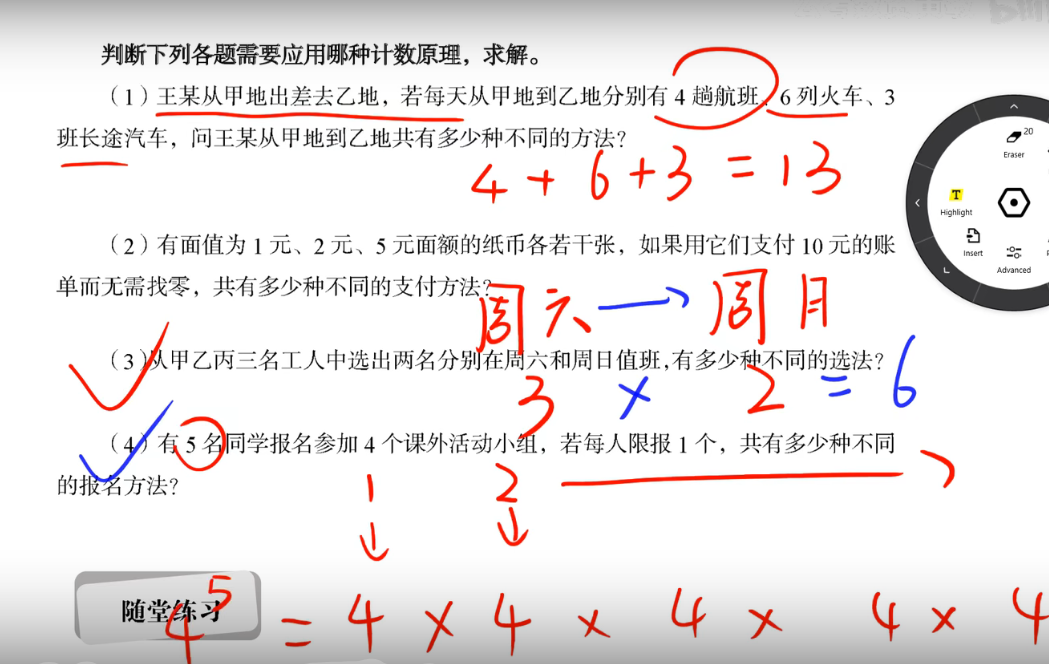 判断下列各题需要应用哪种计数原理，求解。
（1）王某从甲地出差去乙地，若每天从甲地到乙地分别有 4 趟航班、6 列火车、3
班长途汽车，问王某从甲地到乙地共有多少种不同的方法？
4 + 6 + 3 = 13
（2）有面值为 1 元、2 元、5 元面额的纸币各若干张，如果用它们支付 10 元的账
单而无需找零，共有多少种不同的支付方法？
周六 → 周日
（3）从甲乙丙三名工人中选出两名分别在周六和周日值班，有多少种不同的选法？
3 × 2 = 6
（4）有 5 名同学报名参加 4 个课外活动小组，若每人限报 1 个，共有多少种不同
的报名方法？
1 2
↓ ↓
随堂练习
4⁵ = 4 × 4 × 4 × 4 × 4
20
Eraser
T
Highlight
Insert
Advanced